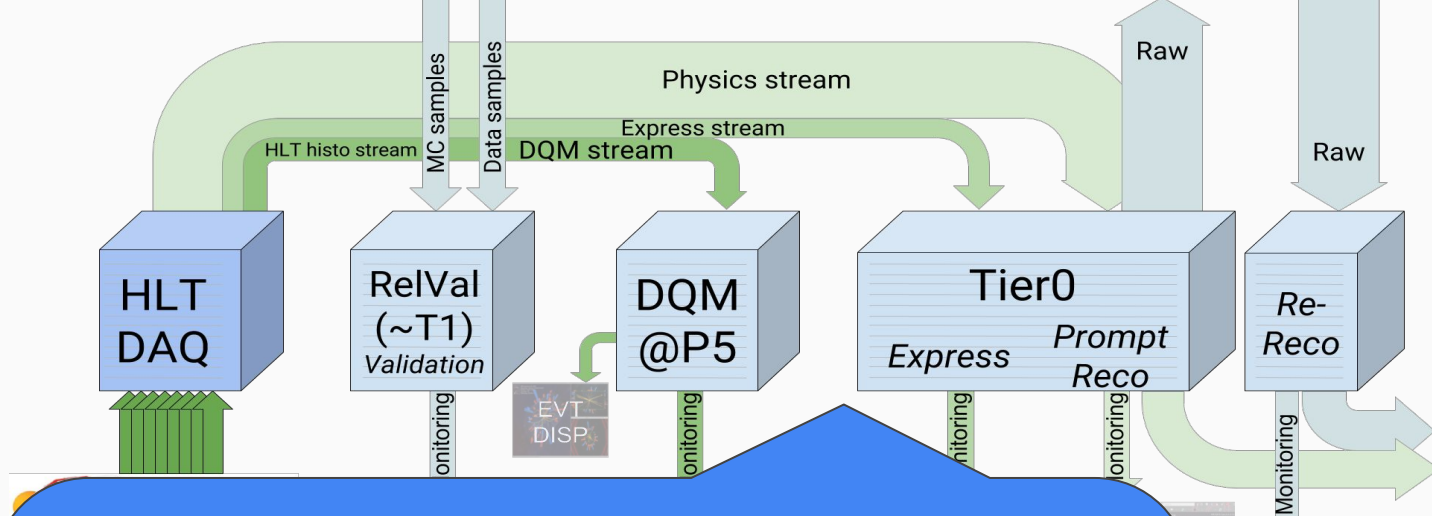 Raw
Physics stream
MC samples
Data samples
Express stream
HLT histo stream
DQM stream
Raw
HLT
DAQ
RelVal
(~T1)
Validation
DQM
@P5
Tier0
Express
Prompt
Reco
Re-
Reco
EVT
DISP
onitoring
onitoring
nitoring
onitoring
Monitoring